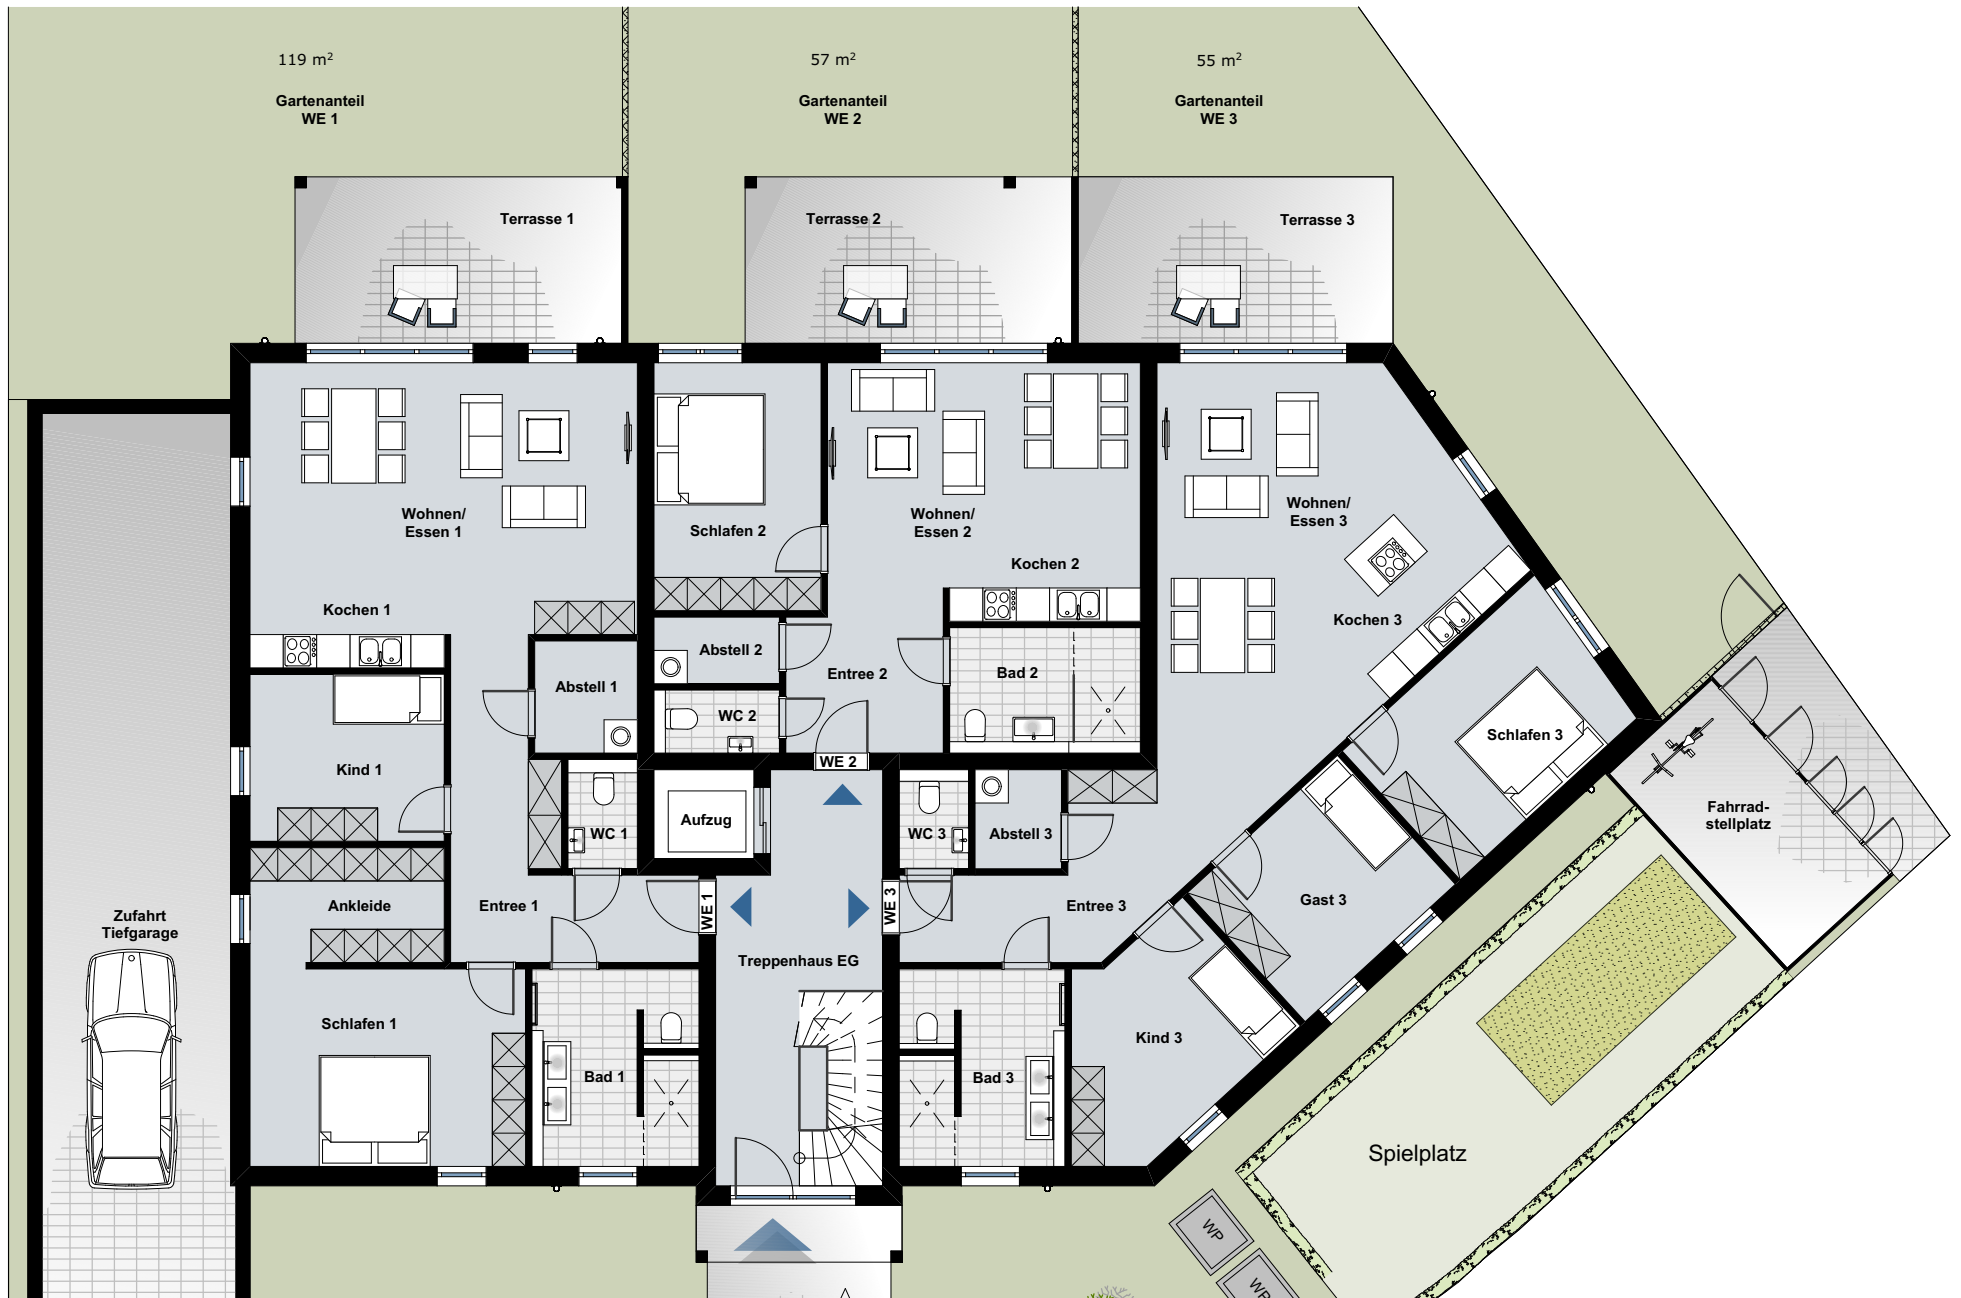 119 m²
57 m²
55 m²
Gartenanteil
WE 1
Gartenanteil
WE 2
Gartenanteil
WE 3
Terrasse 1
Terrasse 2
Terrasse 3
Wohnen/
Essen 1
Schlafen 2
Wohnen/
Essen 2
Wohnen/
Essen 3
Kochen 1
Kochen 2
Kochen 3
Abstell 1
Abstell 2
Entree 2
Bad 2
WC 2
Kind 1
WE 2
Schlafen 3
WC 1
Aufzug
WC 3
Abstell 3
Fahrrad-
stellplatz
Ankleide
Entree 1
WE 1
WE 3
Entree 3
Gast 3
Zufahrt
Tiefgarage
Treppenhaus EG
Schlafen 1
Kind 3
Bad 1
Bad 3
Spielplatz
WP
WP